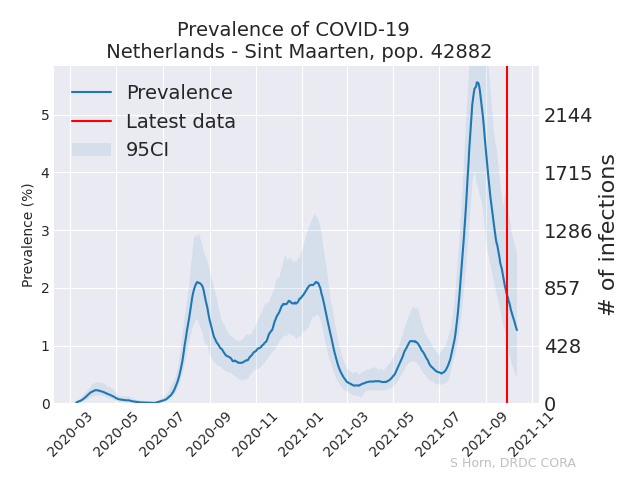 Prevalence of COVID-19
Netherlands - Sint Maarten, pop. 42882
Prevalence
Latest data
95CI
Prevalence (%)
5
4
3
2
1
0
2144
1715
1286
857
428
0
# of infections
2020-03
2020-05
2020-07
2020-09
2020-11
2021-01
2021-03
2021-05
2021-07
2021-09
2021-11
S Horn, DRDC CORA